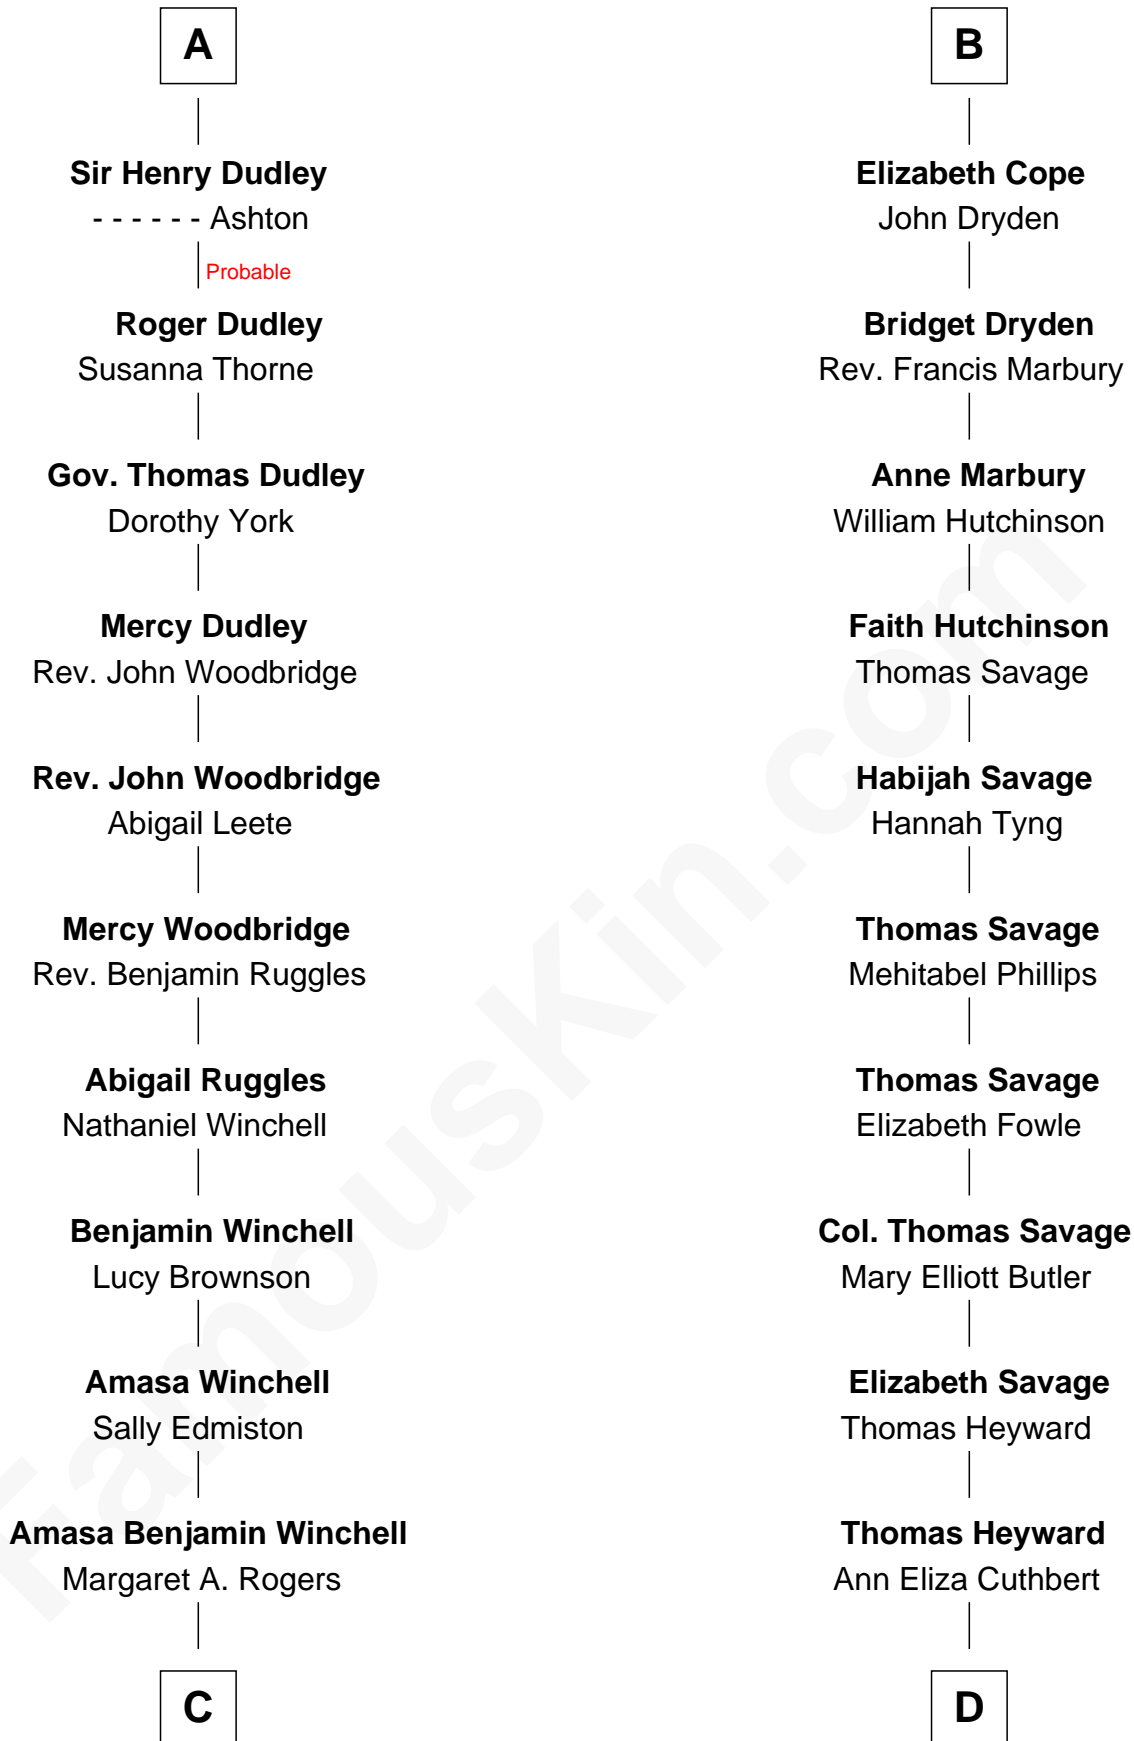 A
Sir Henry Dudley
- - - - - - Ashton
Probable
Roger Dudley
Susanna Thorne
Gov. Thomas Dudley
Dorothy York
Mercy Dudley
Rev. John Woodbridge
Rev. John Woodbridge
Abigail Leete
Mercy Woodbridge
Rev. Benjamin Ruggles
Abigail Ruggles
Nathaniel Winchell
Benjamin Winchell
Lucy Brownson
Amasa Winchell
Sally Edmiston
Amasa Benjamin Winchell
Margaret A. Rogers
C
B
Elizabeth Cope
John Dryden
Bridget Dryden
Rev. Francis Marbury
Anne Marbury
William Hutchinson
Faith Hutchinson
Thomas Savage
Habijah Savage
Hannah Tyng
Thomas Savage
Mehitabel Phillips
Thomas Savage
Elizabeth Fowle
Col. Thomas Savage
Mary Elliott Butler
Elizabeth Savage
Thomas Heyward
Thomas Heyward
Ann Eliza Cuthbert
D
FamousKin.com